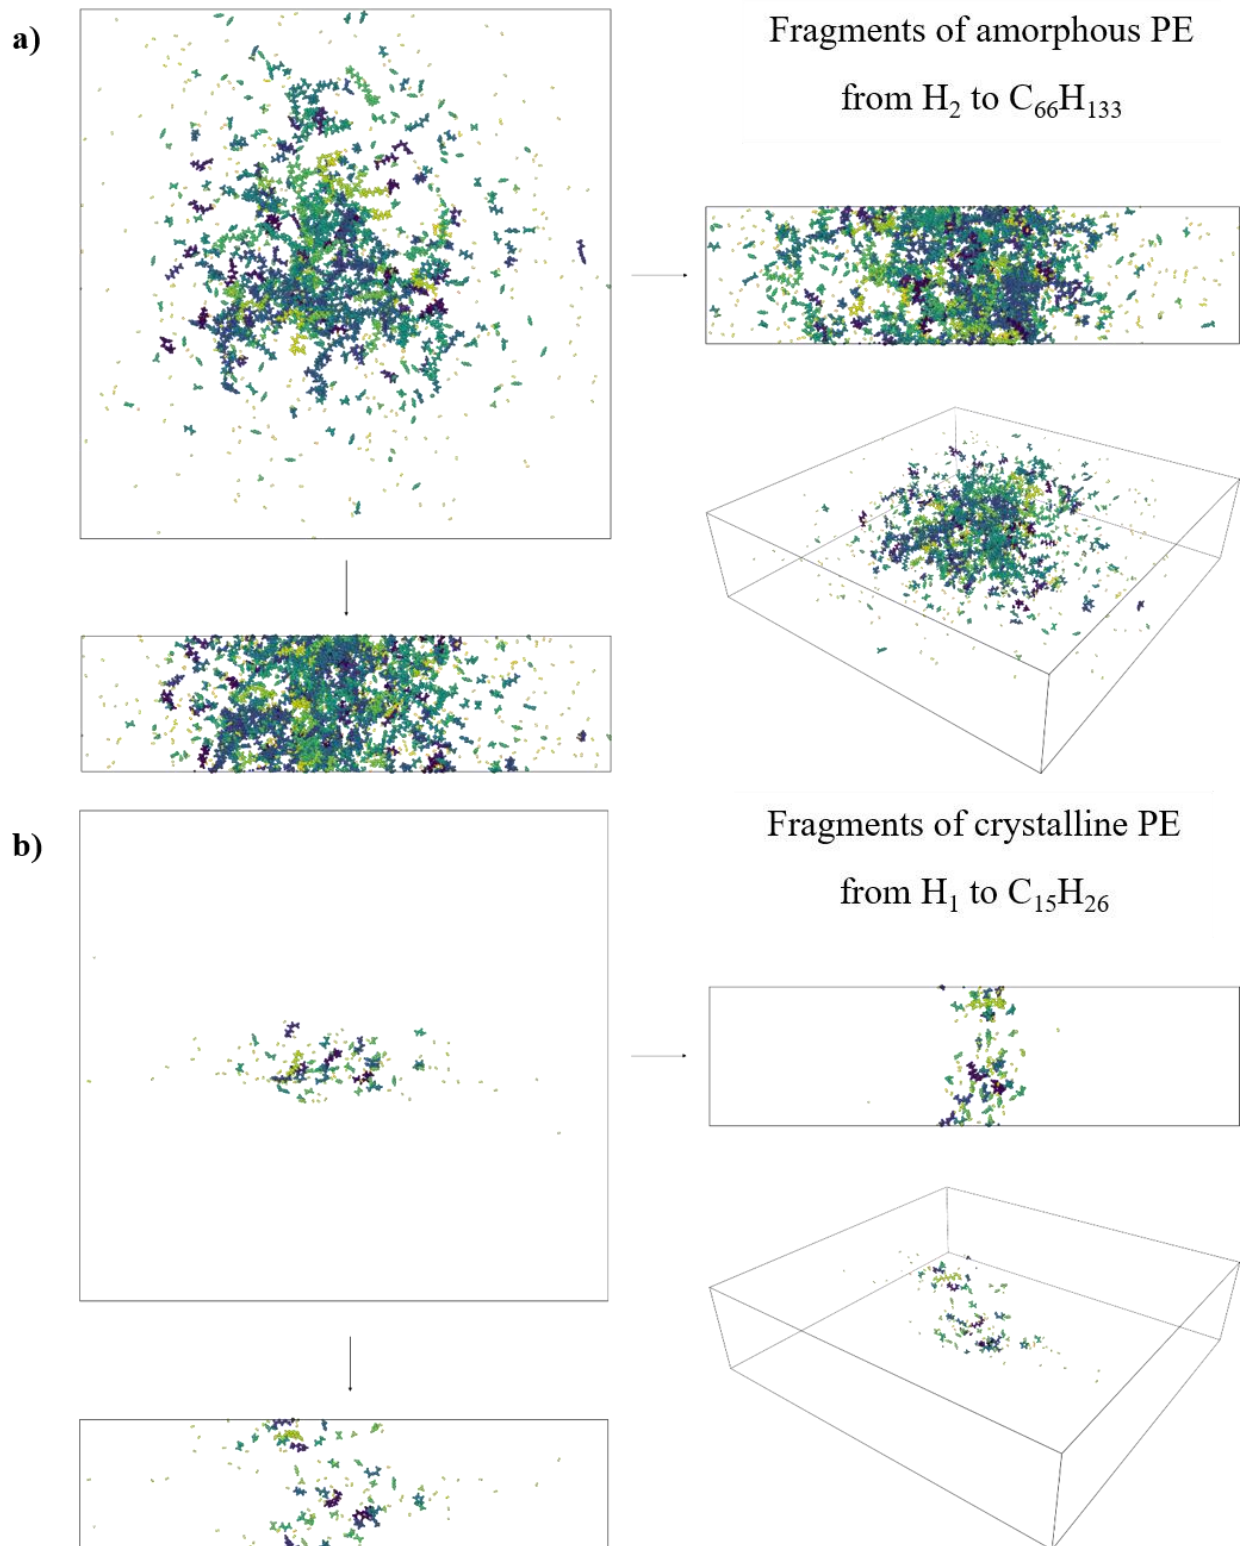 a)
Fragments of amorphous PE
from H₂ to C₆₆H₁₃₃
b)
Fragments of crystalline PE
from H₁ to C₁₅H₂₆